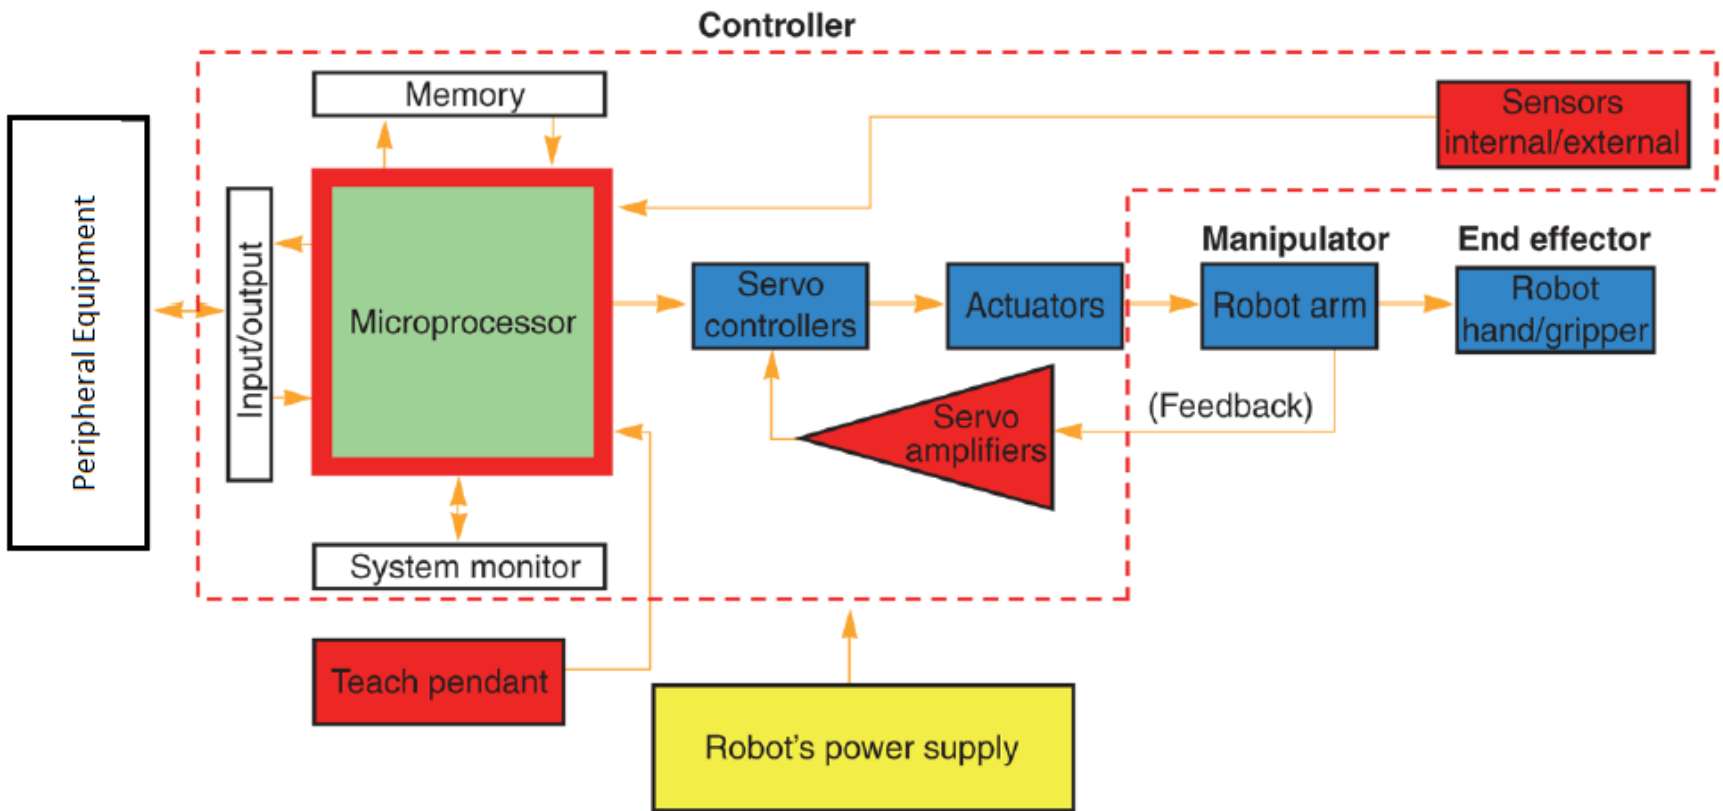 Controller
Memory
Sensors
internal/external
Peripheral Equipment
Input/output
Microprocessor
Servo
controllers
Actuators
Manipulator
Robot arm
End effector
Robot
hand/gripper
(Feedback)
Servo
amplifiers
System monitor
Teach pendant
Robot's power supply